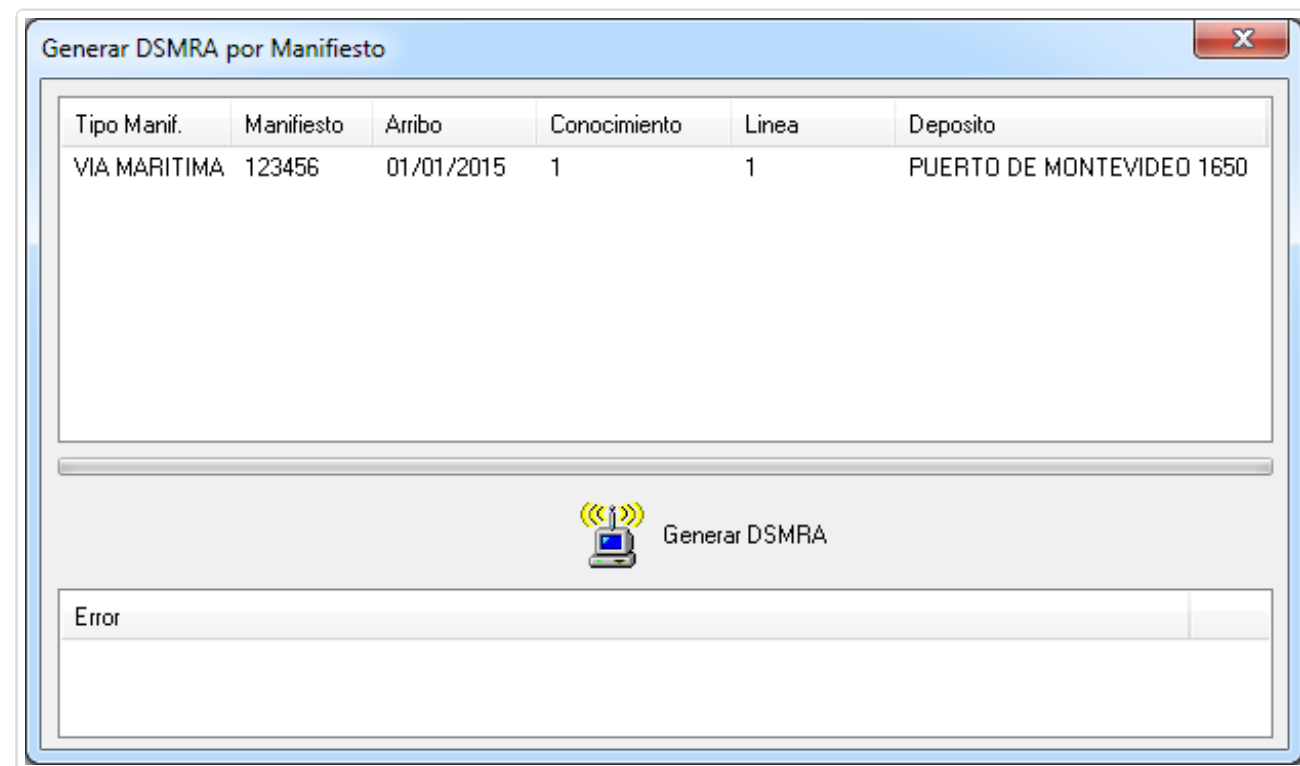 Generar DSMRA por Manifiesto
Tipo Manif. Manifiesto Arribo Conocimiento Linea Deposito
VIA MARITIMA 123456 01/01/2015 1 1 PUERTO DE MONTEVIDEO 1650
Generar DSMRA
Error